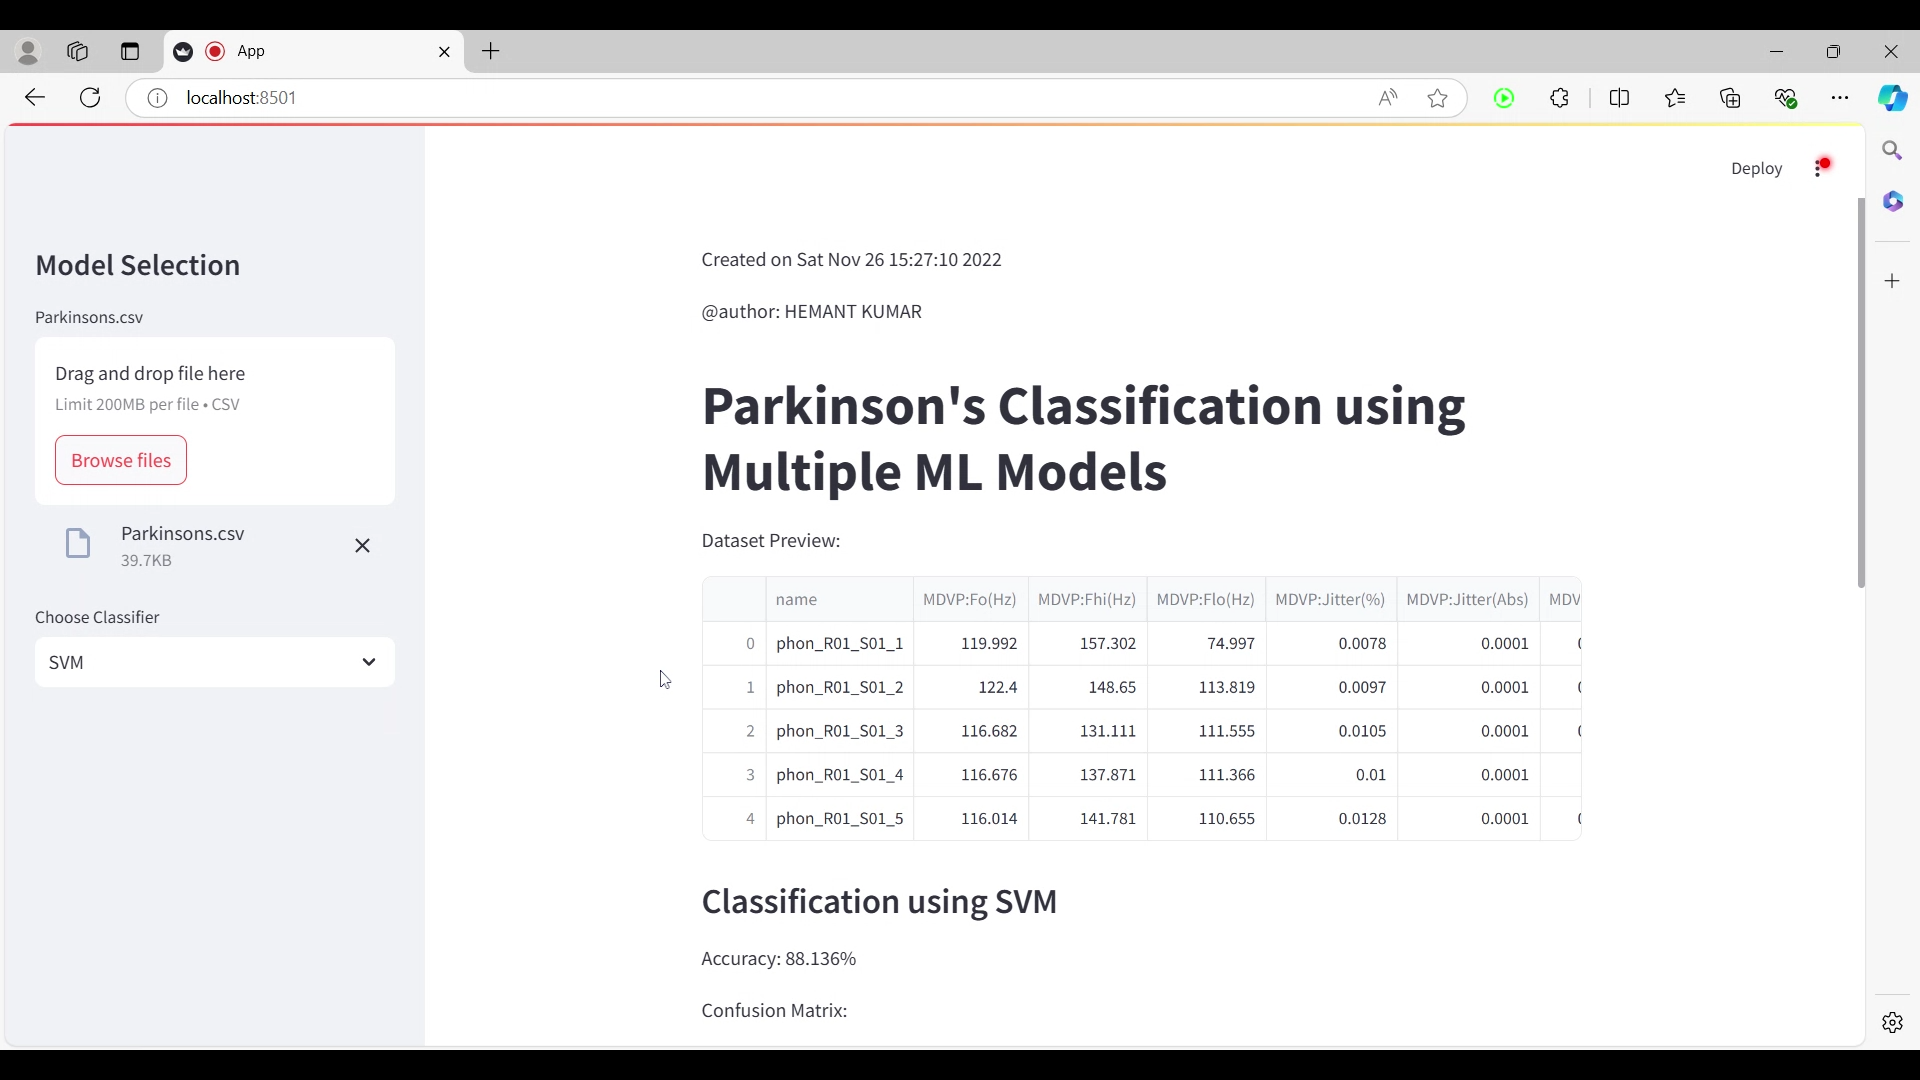 App
localhost:8501
Deploy
Model Selection
Parkinsons.csv
Drag and drop file here
Limit 200MB per file • CSV
Browse files
Parkinsons.csv
39.7KB
Choose Classifier
SVM
Created on Sat Nov 26 15:27:10 2022
@author: HEMANT KUMAR
Parkinson's Classification using
Multiple ML Models
Dataset Preview:
name MDVP:Fo(Hz) MDVP:Fhi(Hz) MDVP:Flo(Hz) MDVP:Jitter(%) MDVP:Jitter(Abs) MDV
0 phon_R01_S01_1 119.992 157.302 74.997 0.0078 0.0001
1 phon_R01_S01_2 122.4 148.65 113.819 0.0097 0.0001
2 phon_R01_S01_3 116.682 131.111 111.555 0.0105 0.0001
3 phon_R01_S01_4 116.676 137.871 111.366 0.01 0.0001
4 phon_R01_S01_5 116.014 141.781 110.655 0.0128 0.0001
Classification using SVM
Accuracy: 88.136%
Confusion Matrix: